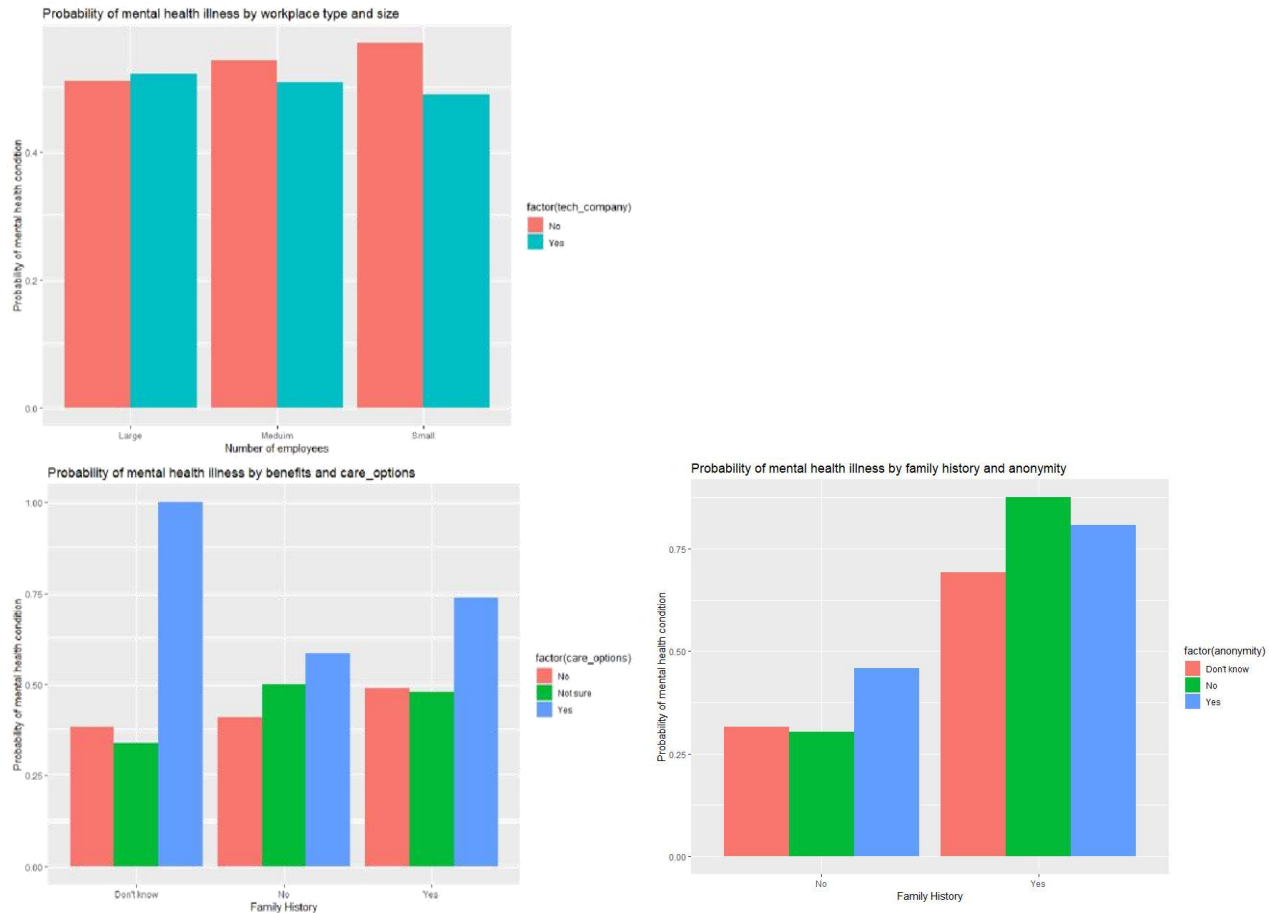 Probability of mental health illness by workplace type and size
Probability of mental health condition
0.4
0.2
0.0
Large
Meduim
Small
Number of employees
factor(tech_company)
No
Yes
Probability of mental health illness by benefits and care_options
Probability of mental health condition
1.00
0.75
0.50
0.25
0.00
Don't know
No
Yes
Family History
factor(care_options)
No
Not sure
Yes
Probability of mental health illness by family history and anonymity
Probability of mental health condition
0.75
0.50
0.25
0.00
No
Yes
Family History
factor(anonymity)
Don't know
No
Yes